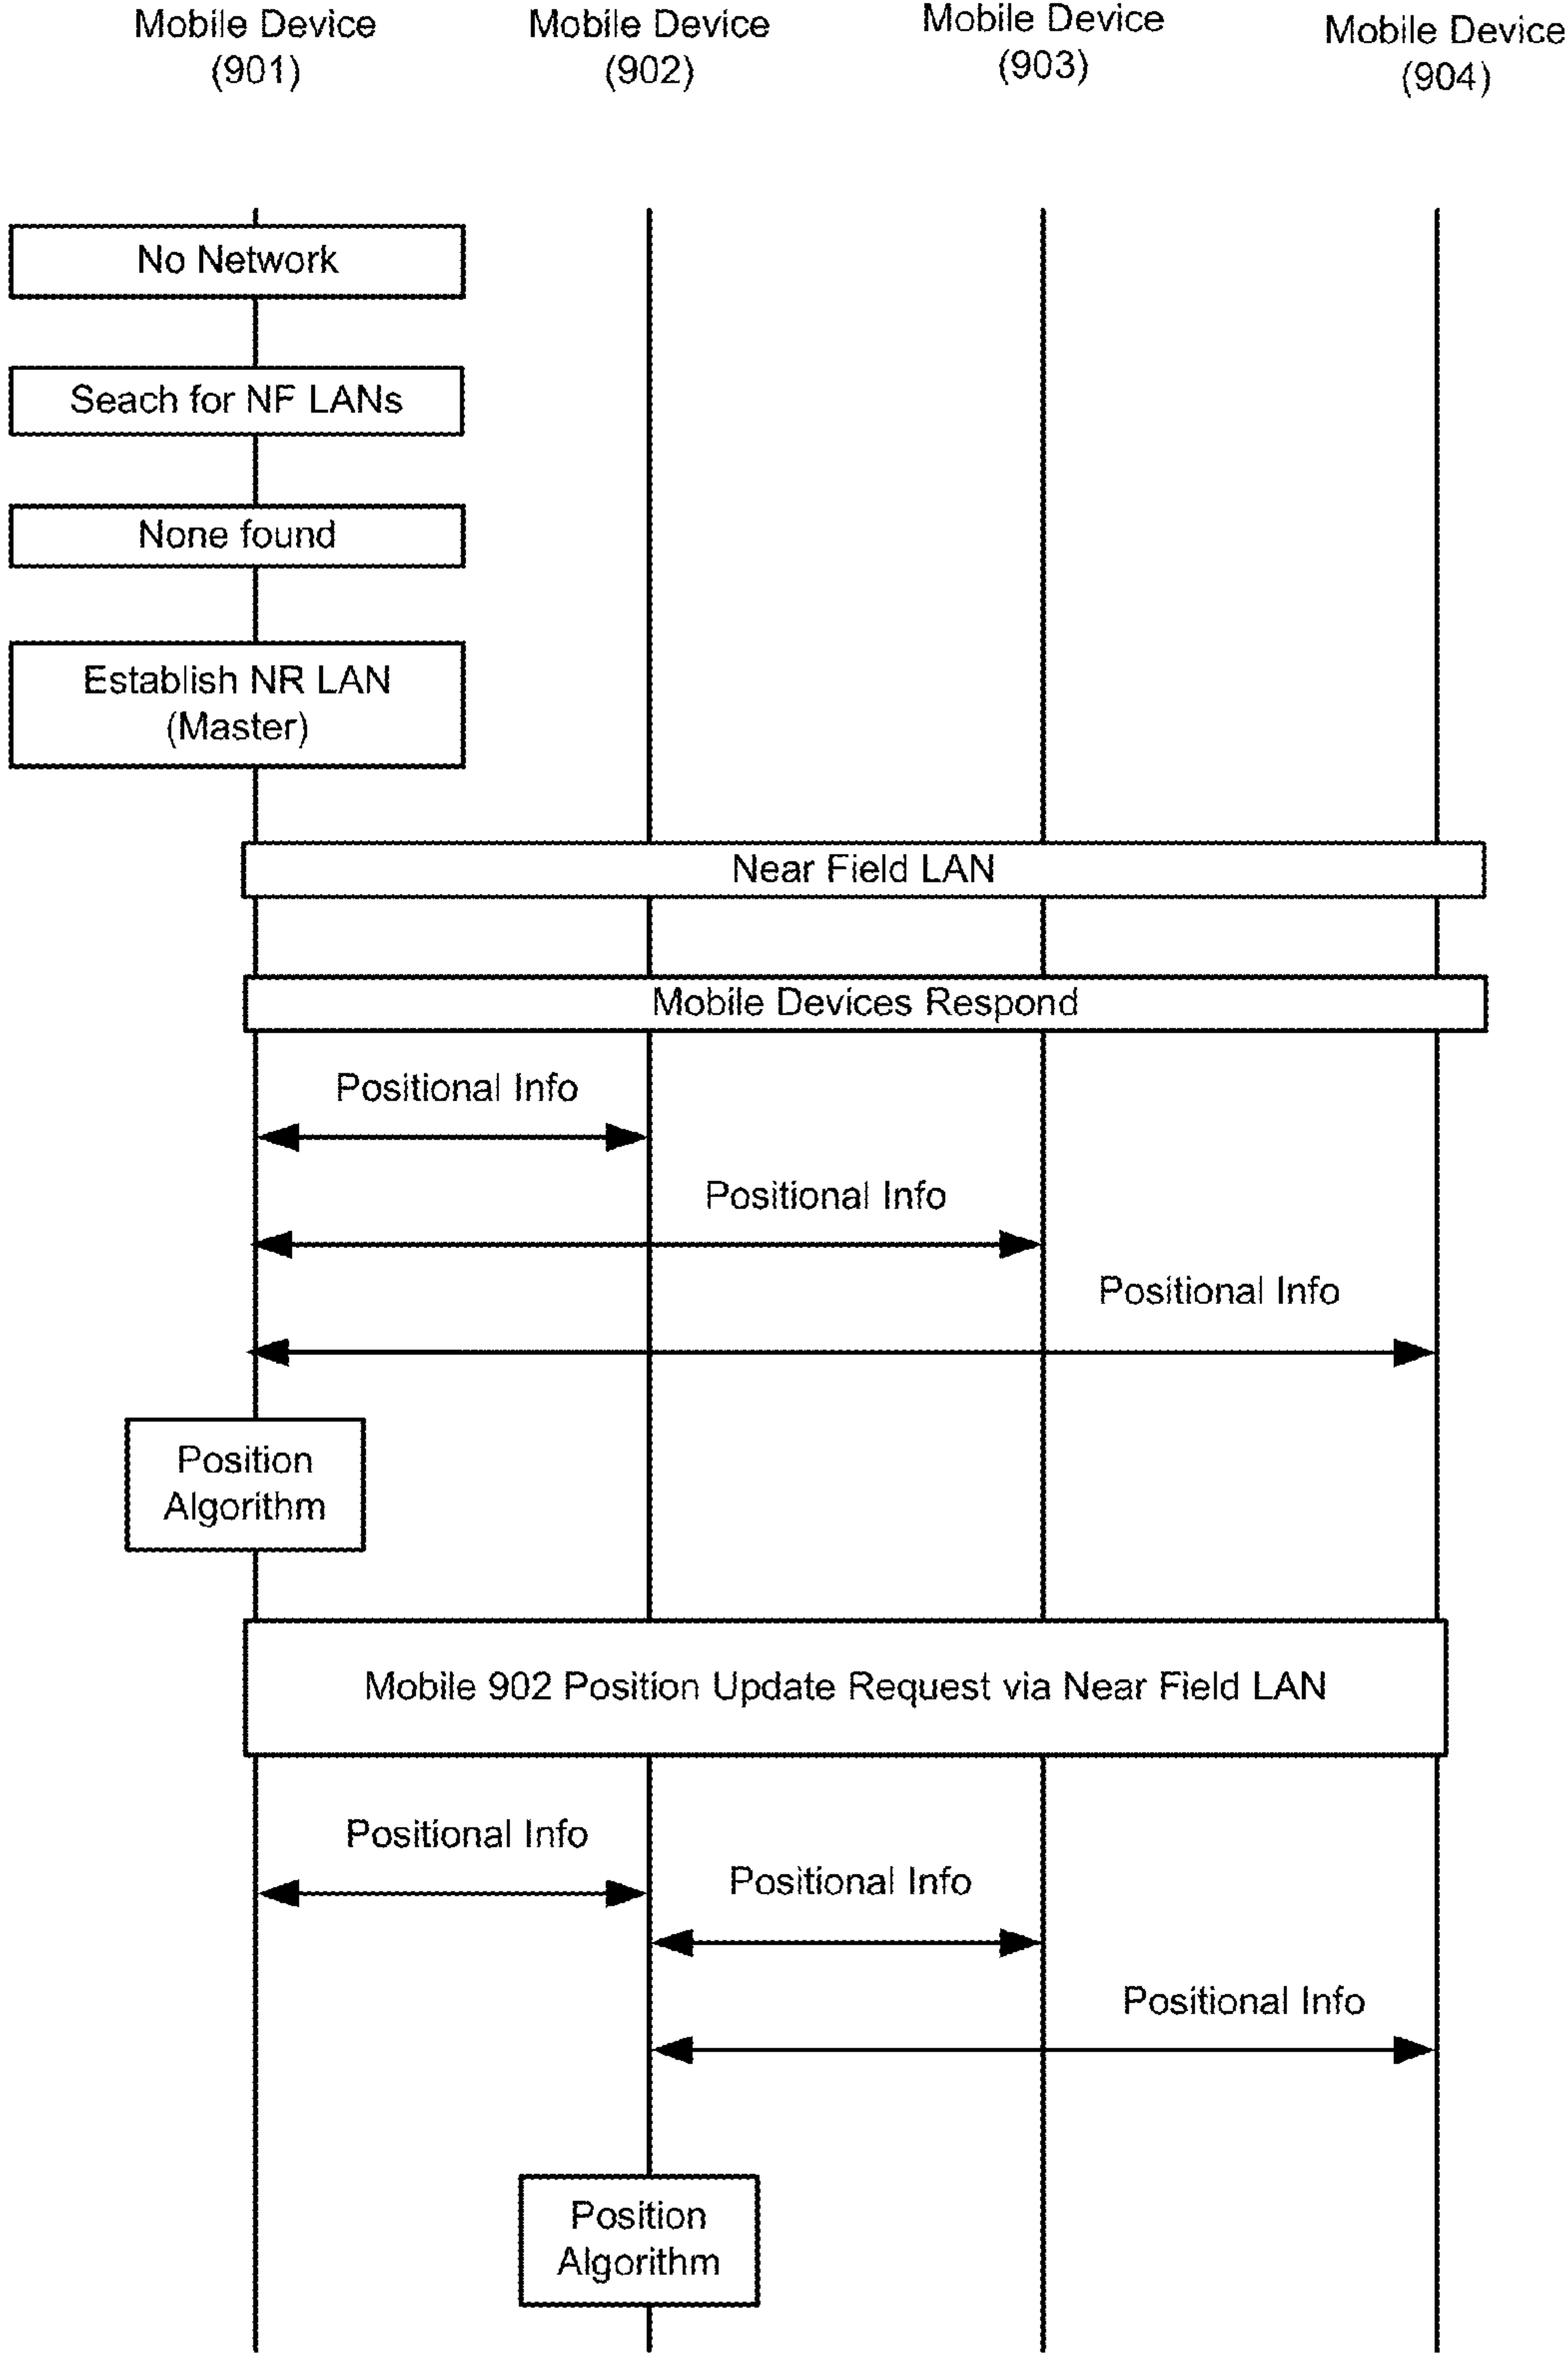 Mobile Device
(901)
Mobile Device
(902)
Mobile Device
(903)
Mobile Device
(904)
No Network
Seach for NF LANs
None found
Establish NR LAN
(Master)
Near Field LAN
Mobile Devices Respond
Positional Info
Positional Info
Positional Info
Position
Algorithm
Mobile 902 Position Update Request via Near Field LAN
Positional Info
Positional Info
Positional Info
Position
Algorithm